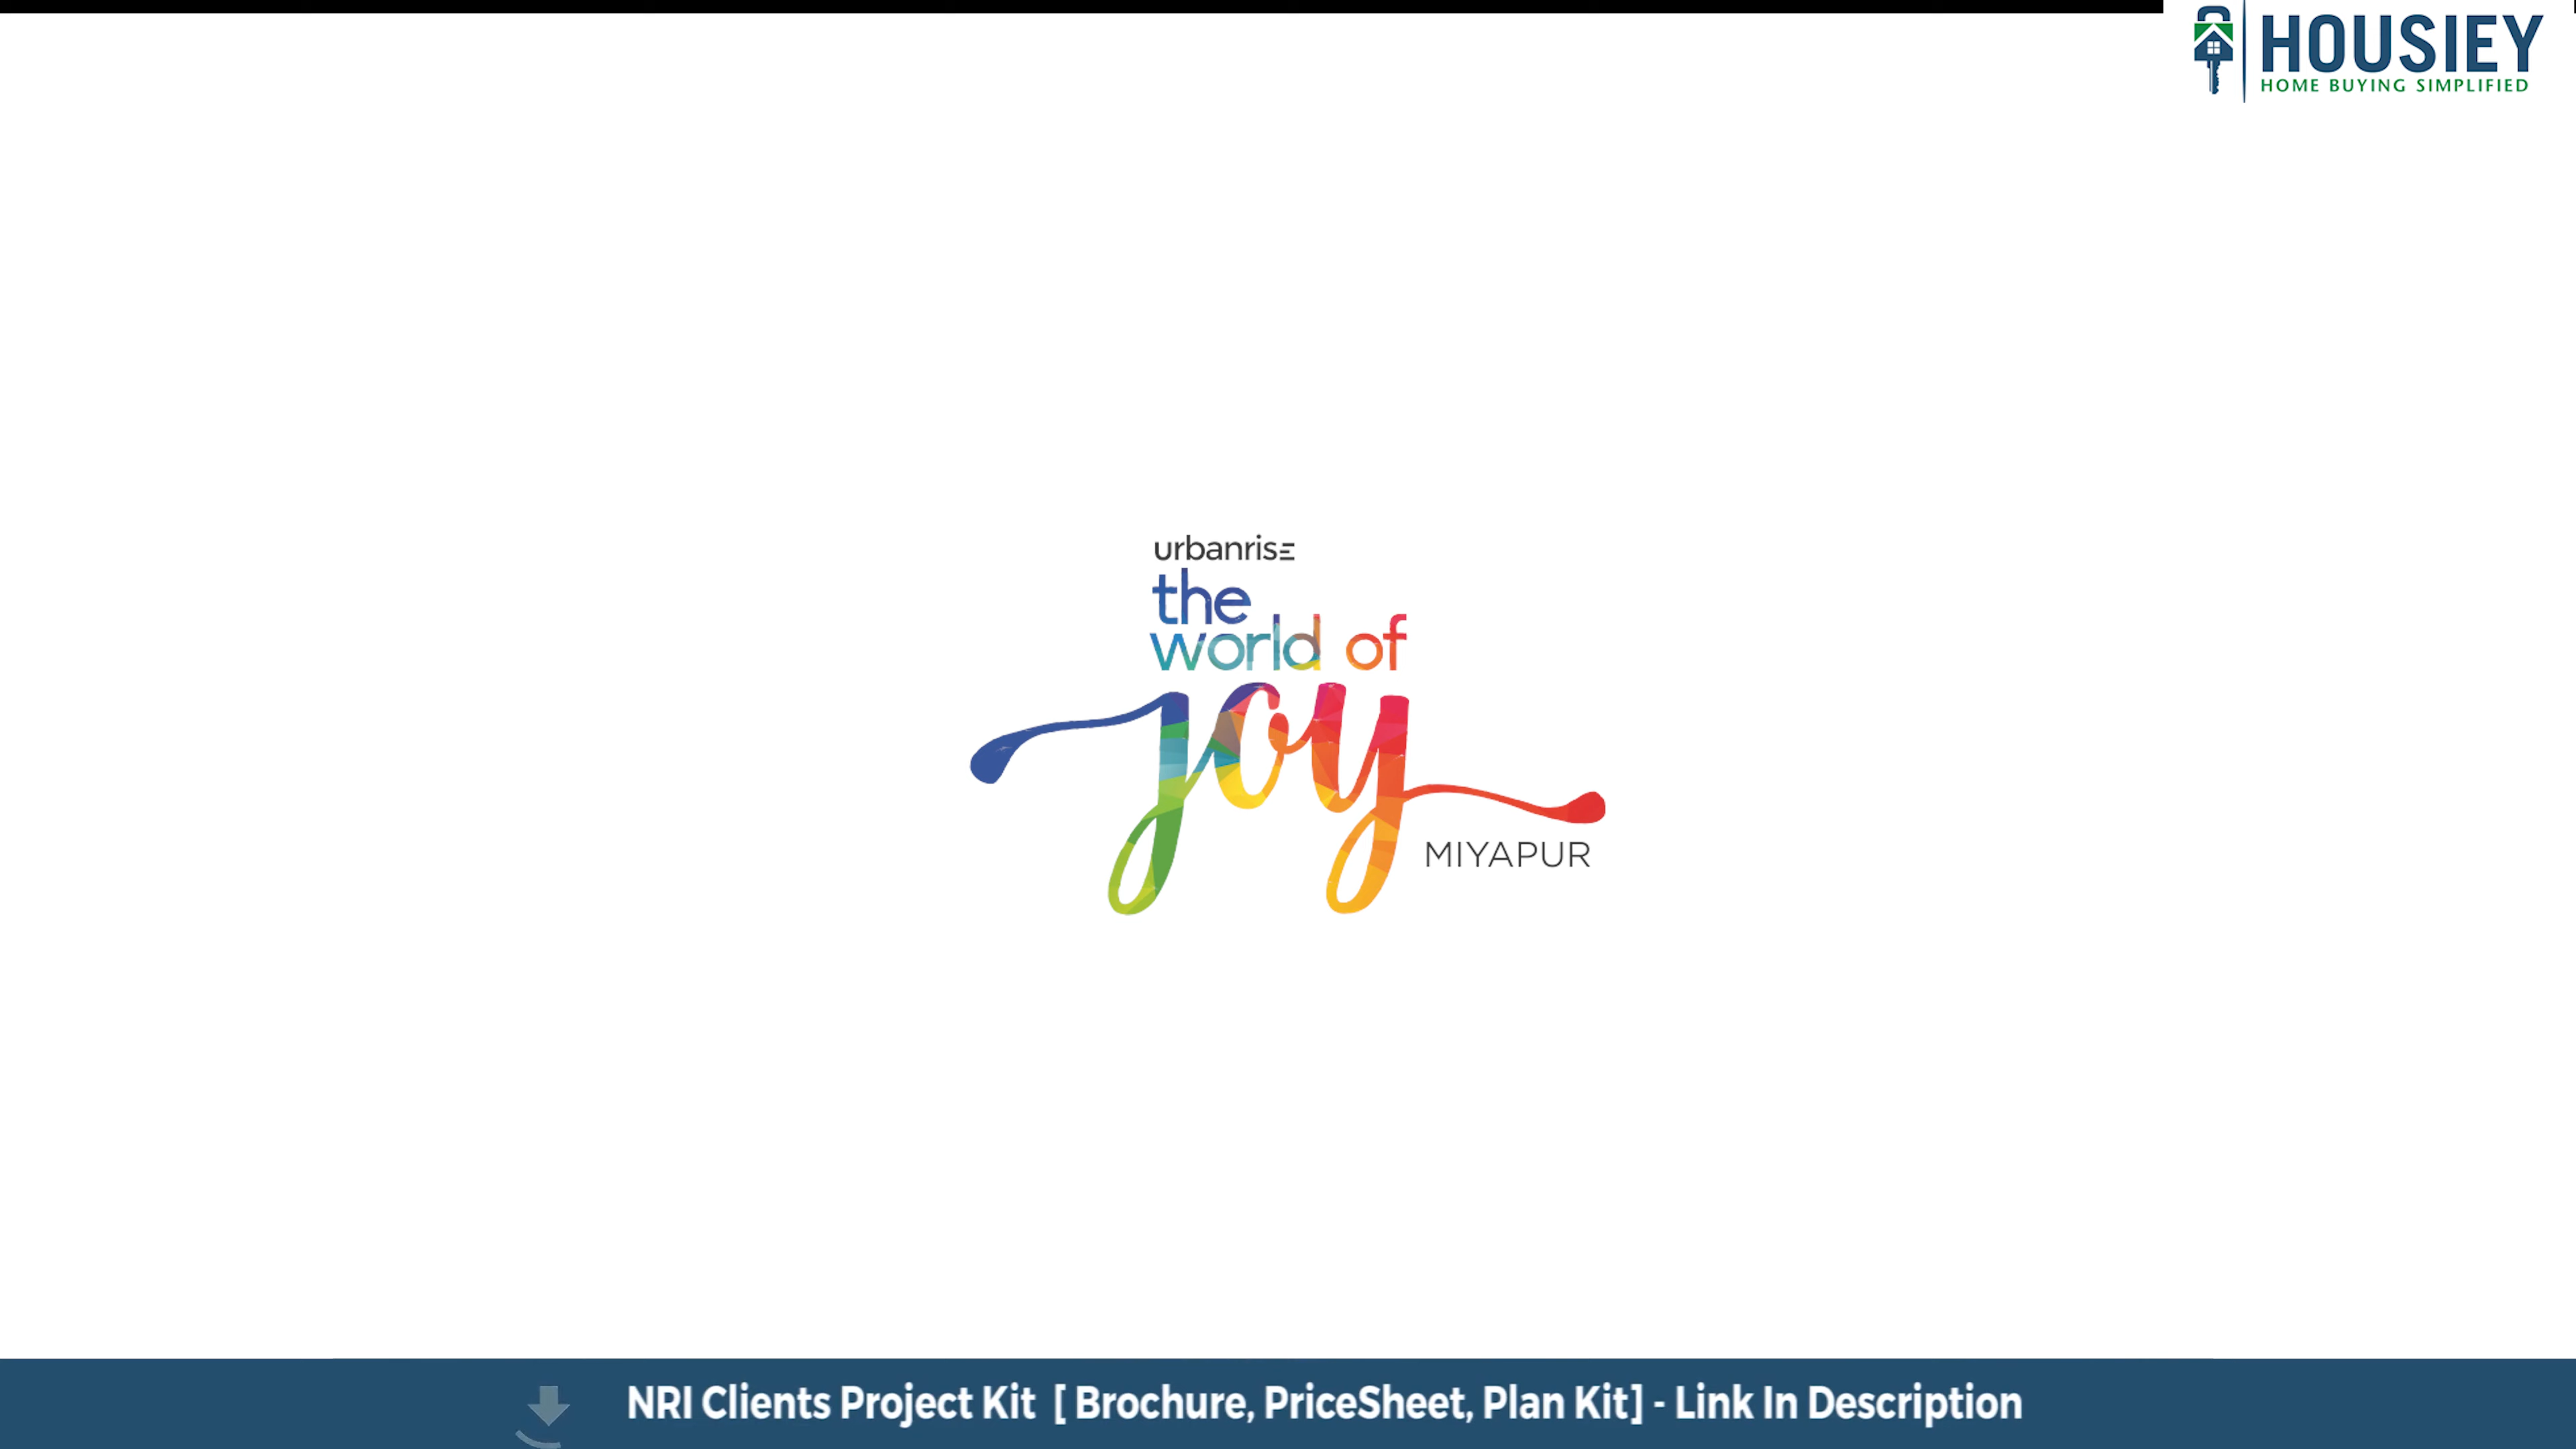 HOUSIEY
HOME BUYING SIMPLIFIED
urbanrise
the
world of
joy
MIYAPUR
NRI Clients Project Kit [ Brochure, PriceSheet, Plan Kit] - Link In Description